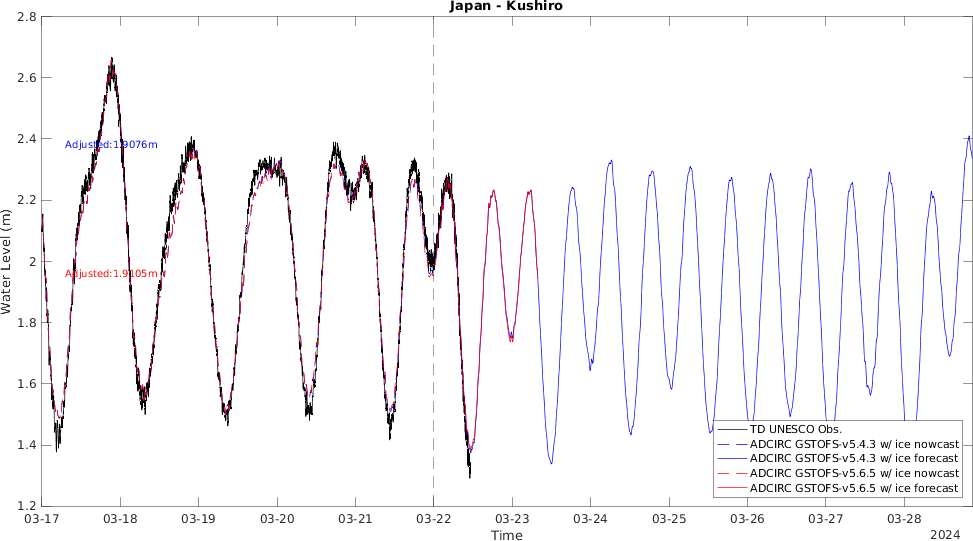 Japan - Kushiro
2.8
2.6
2.4
2.2
2
1.8
1.6
1.4
1.2
Water Level (m)
Adjusted:1.9076m
Adjusted:1.9105m
TD UNESCO Obs.
ADCIRC GSTOFS-v5.4.3 w/ ice nowcast
ADCIRC GSTOFS-v5.4.3 w/ ice forecast
ADCIRC GSTOFS-v5.6.5 w/ ice nowcast
ADCIRC GSTOFS-v5.6.5 w/ ice forecast
03-17 03-18 03-19 03-20 03-21 03-22 03-23 03-24 03-25 03-26 03-27 03-28
Time
2024